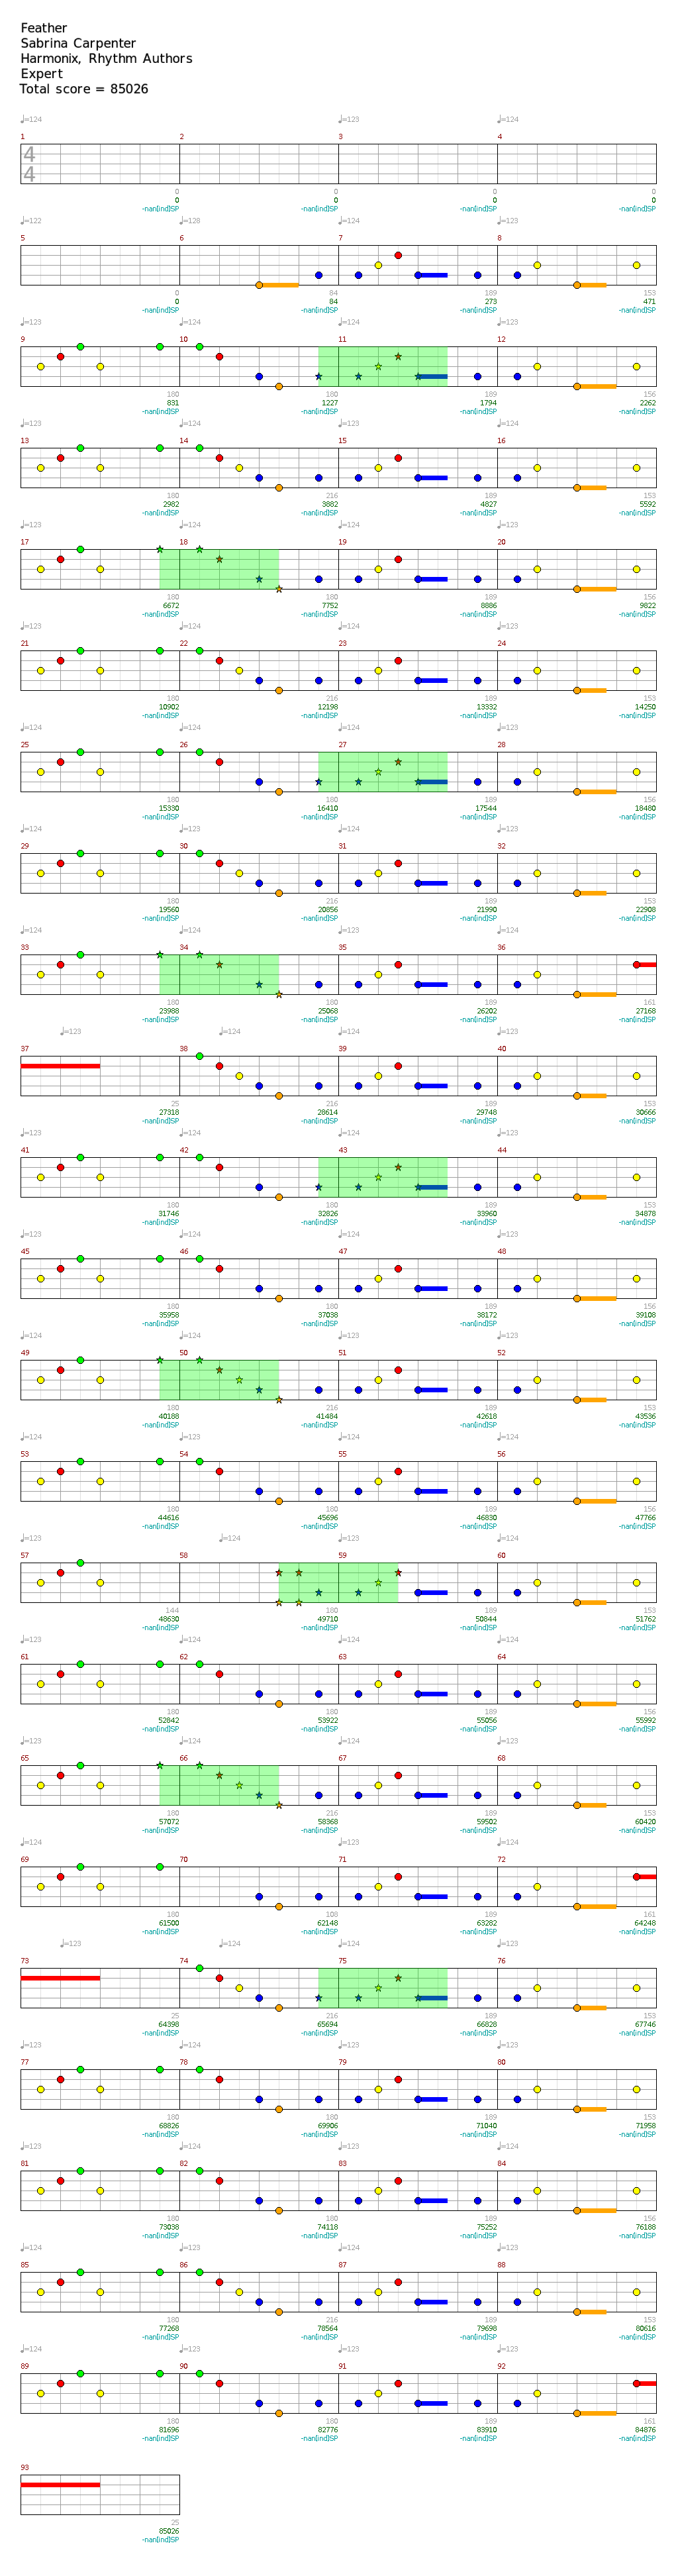 Feather
Sabrina Carpenter
Harmonix, Rhythm Authors
Expert
Total score = 85026
♩=124 ♩=123 ♩=124
1 2 3 4
4
4
0 0 0 0
0 0 0 0
-nan(ind)SP -nan(ind)SP -nan(ind)SP -nan(ind)SP
♩=122 ♩=128 ♩=124 ♩=123
5 6 7 8
0 84 189 153
0 84 273 471
-nan(ind)SP -nan(ind)SP -nan(ind)SP -nan(ind)SP
♩=123 ♩=124 ♩=123 ♩=124
9 10 11 12
180 180 189 156
831 1227 1794 2262
-nan(ind)SP -nan(ind)SP -nan(ind)SP -nan(ind)SP
♩=123 ♩=124 ♩=124 ♩=123
13 14 15 16
180 216 189 153
2982 3882 4827 5592
-nan(ind)SP -nan(ind)SP -nan(ind)SP -nan(ind)SP
♩=123 ♩=124 ♩=123 ♩=124
17 18 19 20
180 180 189 156
6672 7752 8886 9822
-nan(ind)SP -nan(ind)SP -nan(ind)SP -nan(ind)SP
♩=123 ♩=124 ♩=124 ♩=123
21 22 23 24
180 216 189 153
10902 12198 13332 14250
-nan(ind)SP -nan(ind)SP -nan(ind)SP -nan(ind)SP
♩=124 ♩=123 ♩=124 ♩=123
25 26 27 28
180 180 189 156
15330 16410 17544 18480
-nan(ind)SP -nan(ind)SP -nan(ind)SP -nan(ind)SP
♩=124 ♩=123 ♩=123 ♩=124
29 30 31 32
180 216 189 153
19560 20856 21990 22908
-nan(ind)SP -nan(ind)SP -nan(ind)SP -nan(ind)SP
♩=124 ♩=123 ♩=123 ♩=124
33 34 35 36
180 180 189 161
23988 25068 26202 27168
-nan(ind)SP -nan(ind)SP -nan(ind)SP -nan(ind)SP
♩=123 ♩=124 ♩=123 ♩=123
37 38 39 40
25 216 189 153
27318 28614 29748 30666
-nan(ind)SP -nan(ind)SP -nan(ind)SP -nan(ind)SP
♩=123 ♩=124 ♩=123 ♩=124
41 42 43 44
180 180 189 153
31746 32826 33960 34878
-nan(ind)SP -nan(ind)SP -nan(ind)SP -nan(ind)SP
♩=123 ♩=124 ♩=124 ♩=123
45 46 47 48
180 180 189 156
35958 37038 38172 39108
-nan(ind)SP -nan(ind)SP -nan(ind)SP -nan(ind)SP
♩=124 ♩=123 ♩=124 ♩=123
49 50 51 52
180 216 189 153
40188 41484 42618 43536
-nan(ind)SP -nan(ind)SP -nan(ind)SP -nan(ind)SP
♩=124 ♩=123 ♩=123 ♩=124
53 54 55 56
180 180 189 156
44616 45696 46830 47766
-nan(ind)SP -nan(ind)SP -nan(ind)SP -nan(ind)SP
♩=123 ♩=124 ♩=123 ♩=124
57 58 59 60
144 180 189 153
48630 49710 50844 51762
-nan(ind)SP -nan(ind)SP -nan(ind)SP -nan(ind)SP
♩=123 ♩=123 ♩=124 ♩=124
61 62 63 64
180 180 189 156
52842 53922 55056 55992
-nan(ind)SP -nan(ind)SP -nan(ind)SP -nan(ind)SP
♩=123 ♩=124 ♩=124 ♩=123
65 66 67 68
180 216 189 153
57072 58368 59502 60420
-nan(ind)SP -nan(ind)SP -nan(ind)SP -nan(ind)SP
♩=124 ♩=123 ♩=123 ♩=124
69 70 71 72
180 108 189 161
61500 62148 63282 64248
-nan(ind)SP -nan(ind)SP -nan(ind)SP -nan(ind)SP
♩=123 ♩=124 ♩=123 ♩=124
73 74 75 76
25 216 189 153
64398 65694 66828 67746
-nan(ind)SP -nan(ind)SP -nan(ind)SP -nan(ind)SP
♩=123 ♩=124 ♩=124 ♩=123
77 78 79 80
180 180 189 153
68826 69906 71040 71958
-nan(ind)SP -nan(ind)SP -nan(ind)SP -nan(ind)SP
♩=123 ♩=124 ♩=123 ♩=124
81 82 83 84
180 180 189 156
73038 74118 75252 76188
-nan(ind)SP -nan(ind)SP -nan(ind)SP -nan(ind)SP
♩=124 ♩=123 ♩=124 ♩=123
85 86 87 88
180 216 189 153
77268 78564 79698 80616
-nan(ind)SP -nan(ind)SP -nan(ind)SP -nan(ind)SP
♩=124 ♩=123 ♩=124 ♩=123
89 90 91 92
180 180 189 161
81696 82776 83910 84876
-nan(ind)SP -nan(ind)SP -nan(ind)SP -nan(ind)SP
93
25
85026
-nan(ind)SP